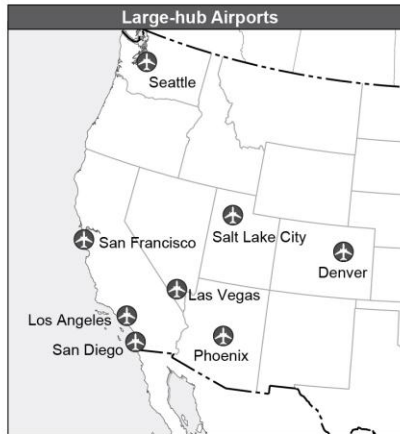 Large-hub Airports
Seattle
San Francisco
Salt Lake City
Denver
Las Vegas
Los Angeles
San Diego
Phoenix